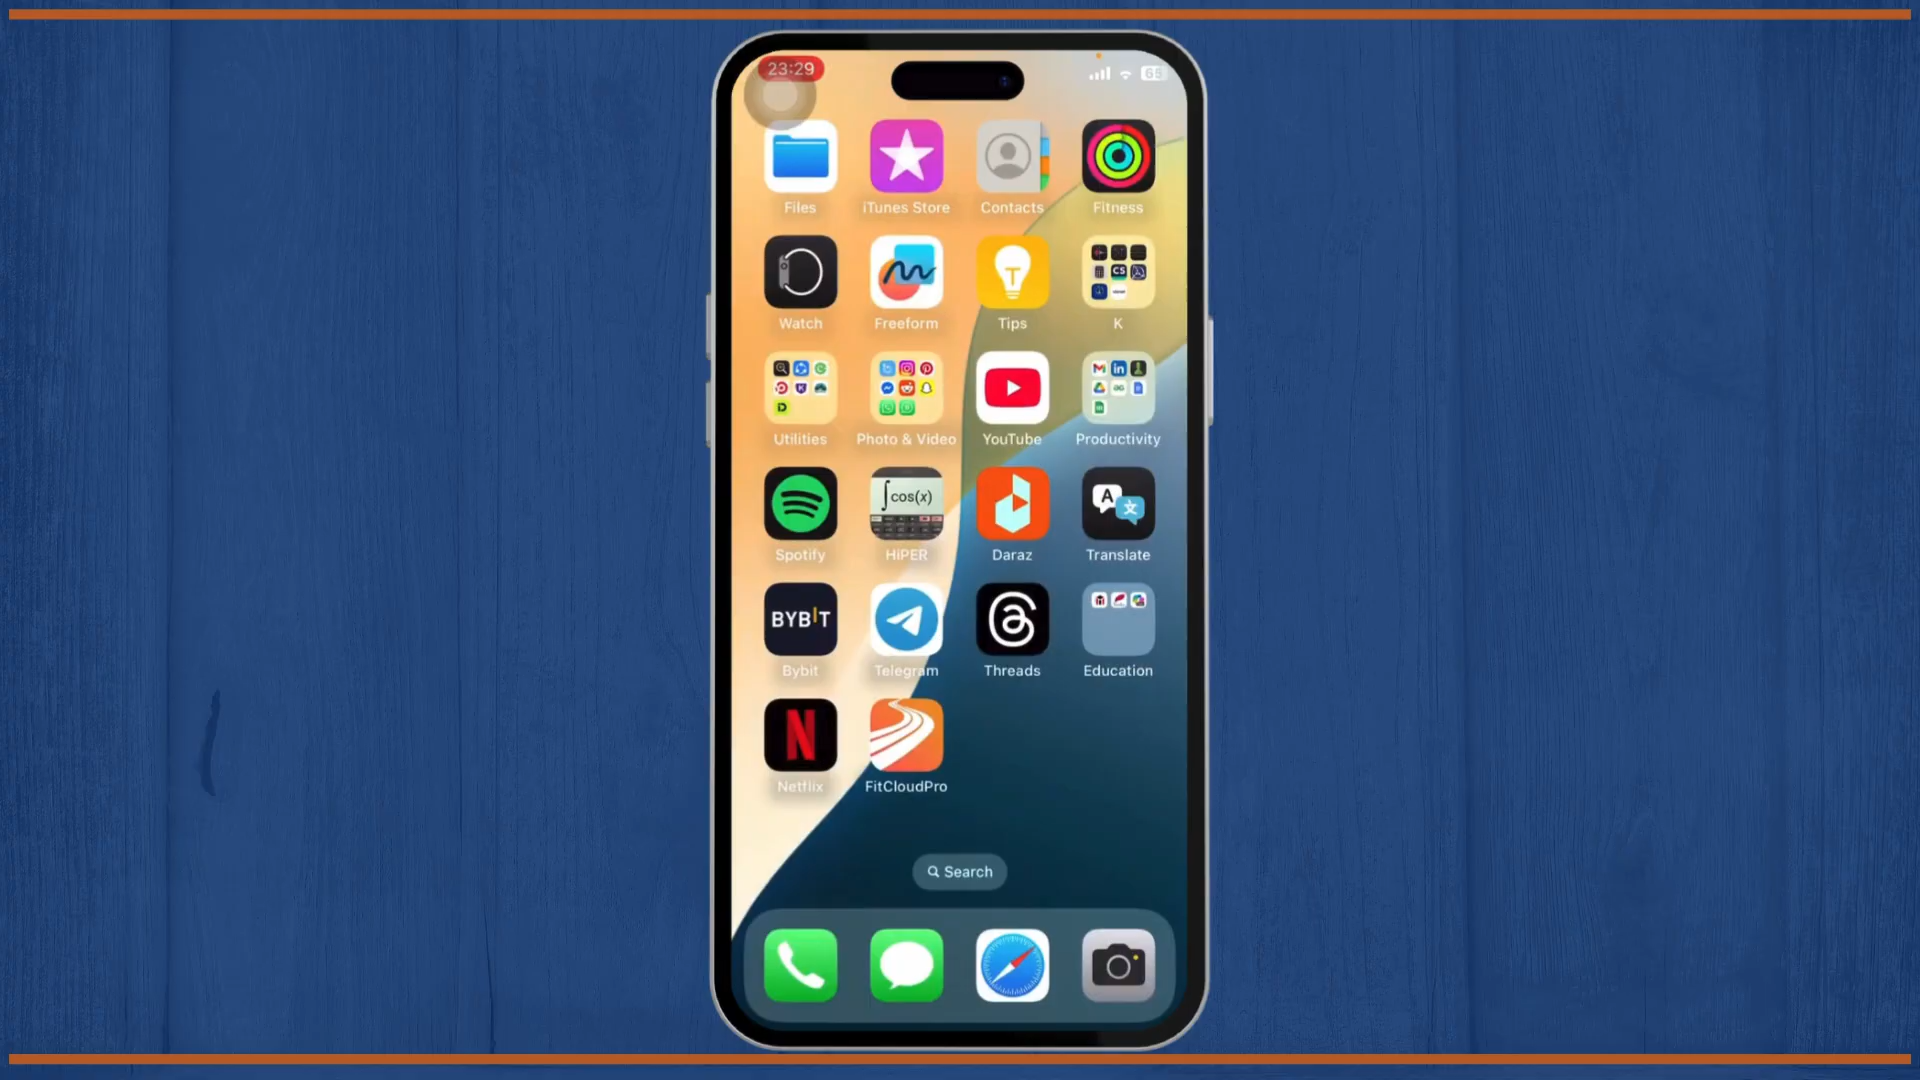 23:29
Files iTunes Store Contacts Fitness
Watch Freeform Tips K
Utilities Photo & Video YouTube Productivity
∫cos(x)
Spotify HiPER Daraz Translate
BYBIT
Bybit Telegram Threads Education
N
Netflix FitCloudPro
Search